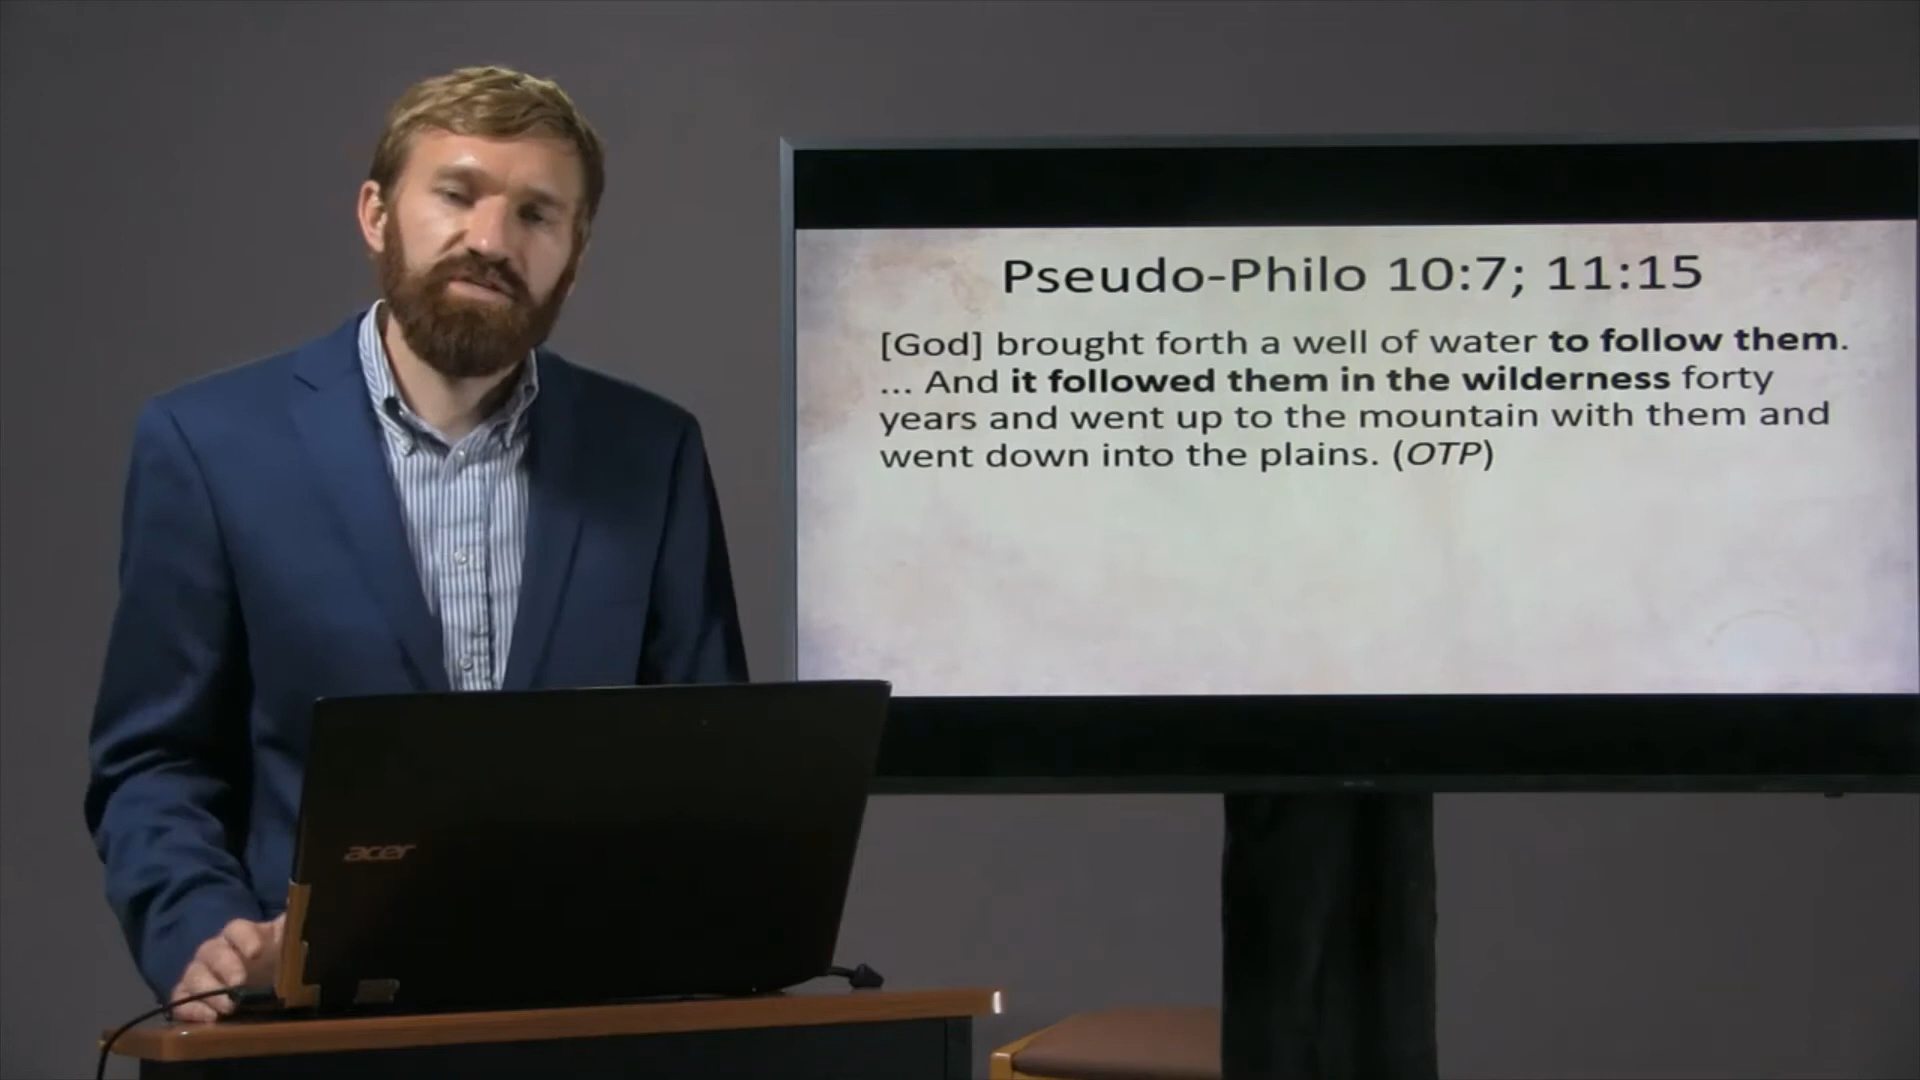 Pseudo-Philo 10:7; 11:15
[God] brought forth a well of water to follow them.
... And it followed them in the wilderness forty
years and went up to the mountain with them and
went down into the plains. (OTP)
acer